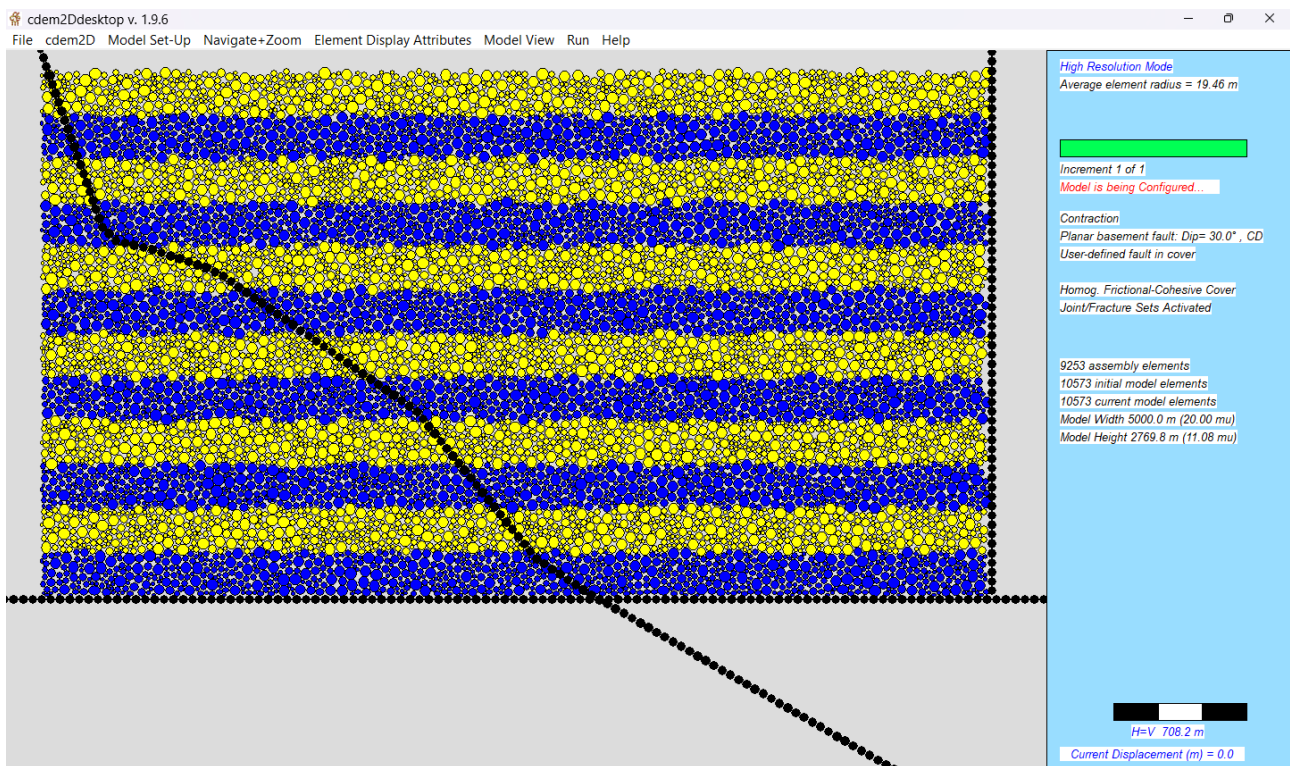 cdem2Ddesktop v. 1.9.6
File cdem2D Model Set-Up Navigate+Zoom Element Display Attributes Model View Run Help
High Resolution Mode
Average element radius = 19.46 m
Increment 1 of 1
Model is being Configured...
Contraction
Planar basement fault: Dip= 30.0° , CD
User-defined fault in cover
Homog. Frictional-Cohesive Cover
Joint/Fracture Sets Activated
9253 assembly elements
10573 initial model elements
10573 current model elements
Model Width 5000.0 m (20.00 mu)
Model Height 2769.8 m (11.08 mu)
H=V 708.2 m
Current Displacement (m) = 0.0